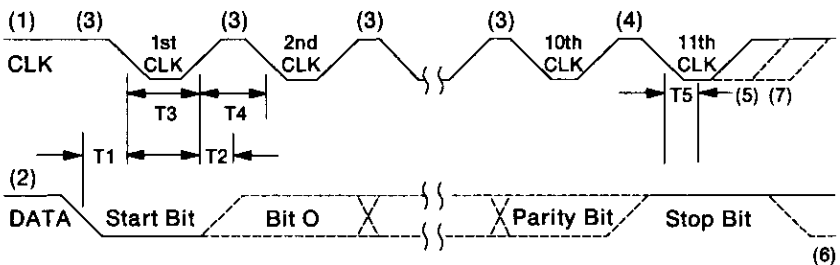 (1) (3) (3) (3) (3) (4)
1st 2nd 10th 11th
CLK CLK CLK CLK CLK
T3 T4 T5 (5) (7)
T1 T2
(2)
DATA Start Bit Bit O Parity Bit Stop Bit
(6)